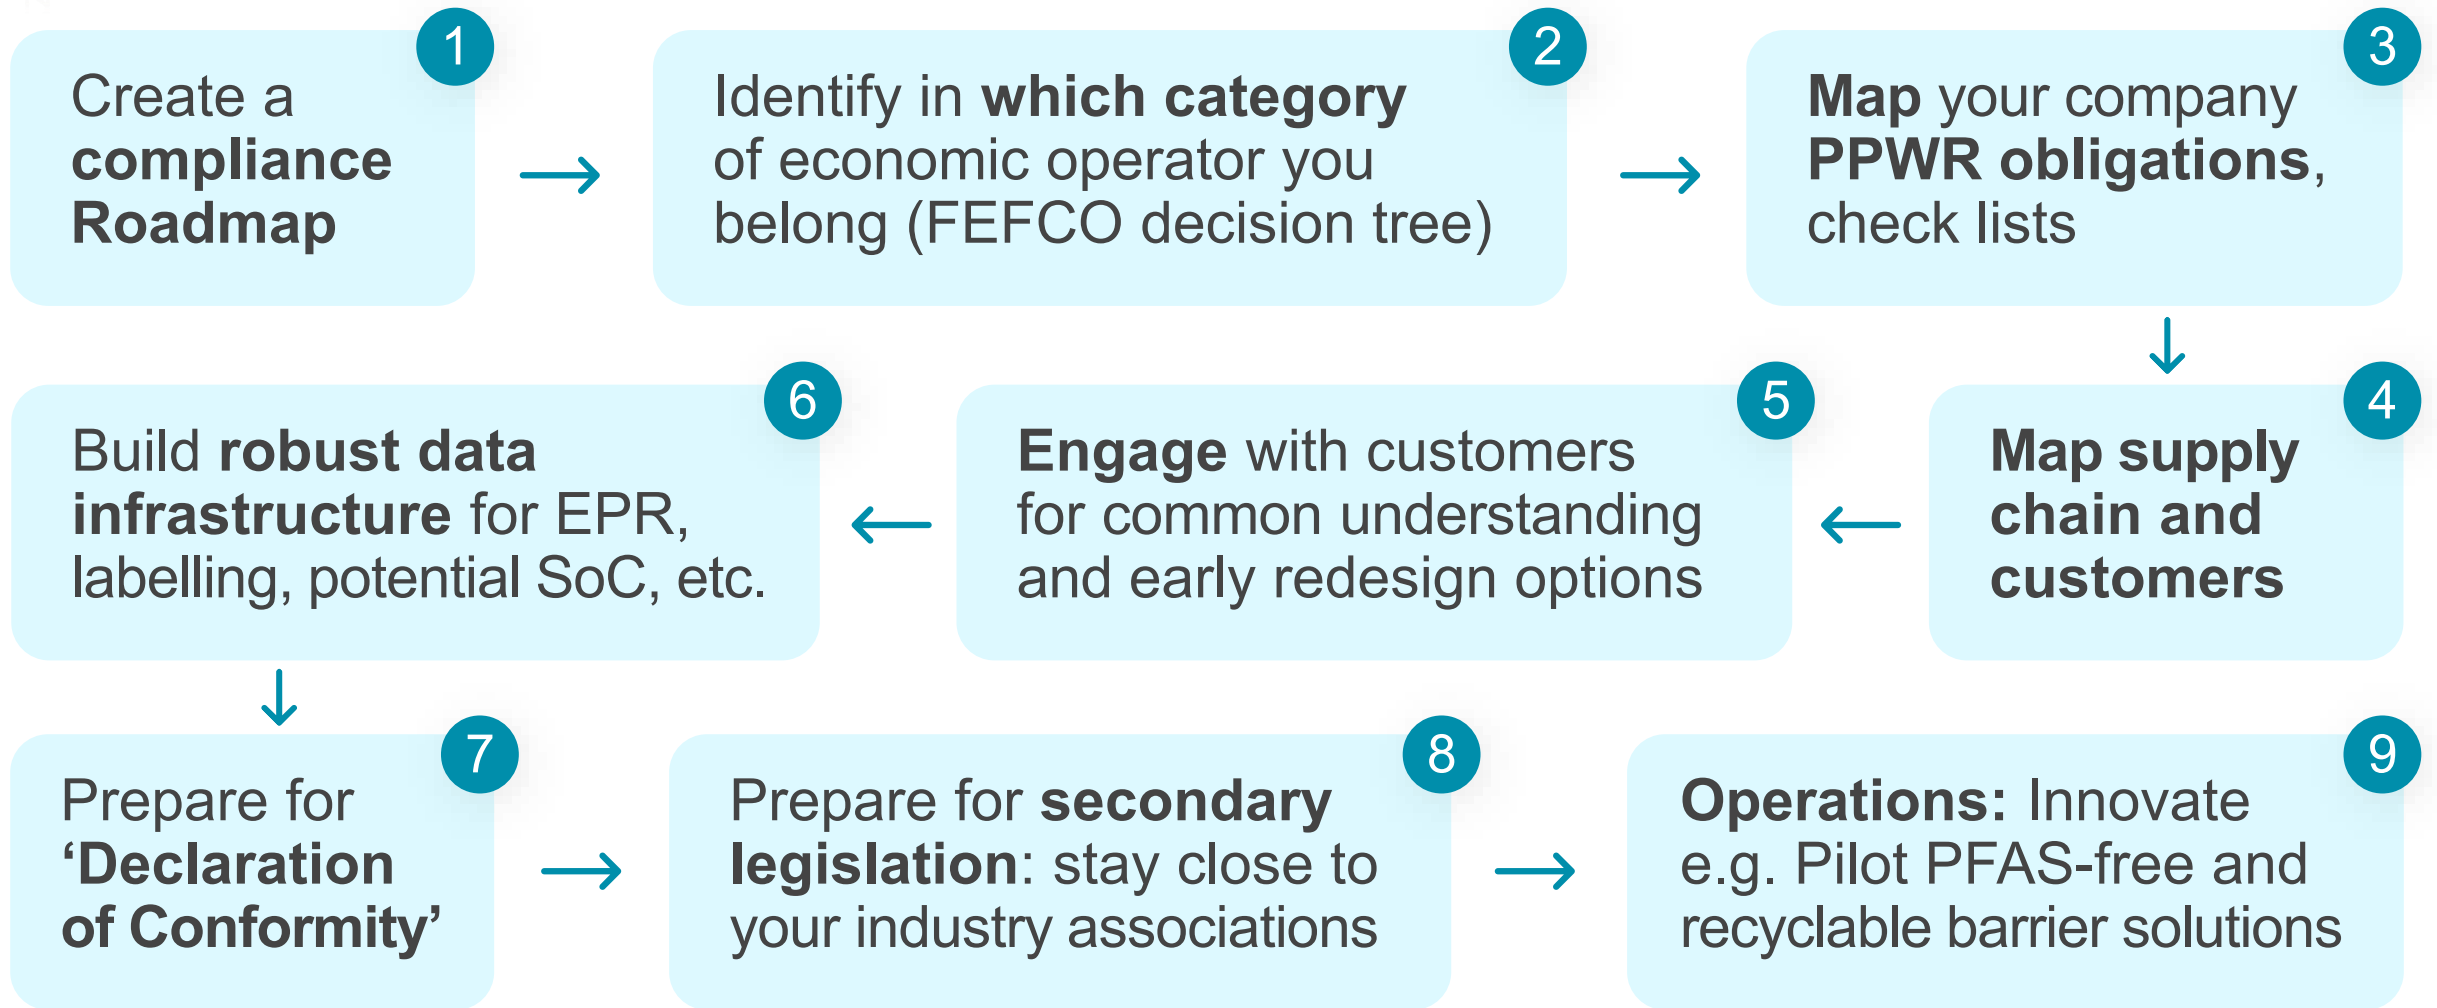 1
Create a
compliance
Roadmap
2
Identify in which category
of economic operator you
belong (FEFCO decision tree)
3
Map your company
PPWR obligations,
check lists
4
Map supply
chain and
customers
5
Engage with customers
for common understanding
and early redesign options
6
Build robust data
infrastructure for EPR,
labelling, potential SoC, etc.
7
Prepare for
‘Declaration
of Conformity’
8
Prepare for secondary
legislation: stay close to
your industry associations
9
Operations: Innovate
e.g. Pilot PFAS-free and
recyclable barrier solutions